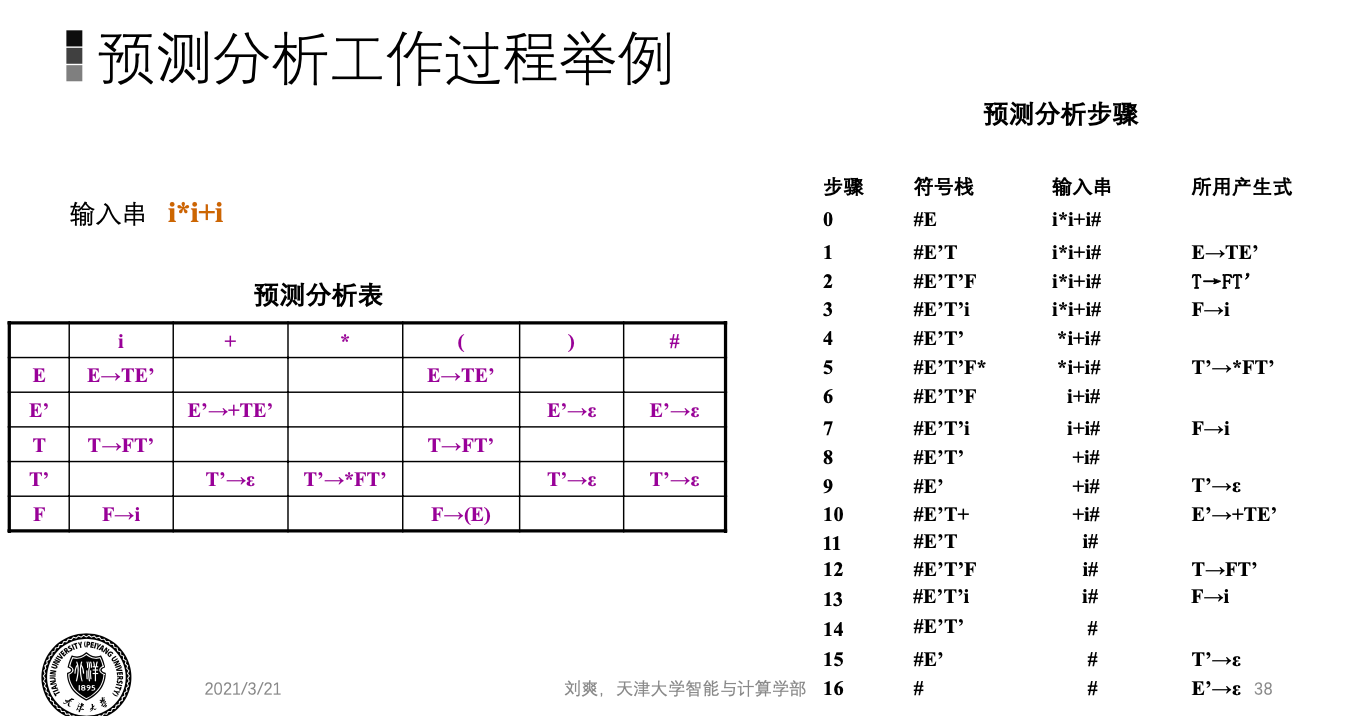 预测分析工作过程举例
输入串 i*i+i
预测分析表
i + * ( ) #
E E→TE’ E→TE’
E’ E’→+TE’ E’→ε E’→ε
T T→FT’ T→FT’
T’ T’→ε T’→*FT’ T’→ε T’→ε
F F→i F→(E)
预测分析步骤
步骤 符号栈 输入串 所用产生式
0 #E i*i+i#
1 #E’T i*i+i# E→TE’
2 #E’T’F i*i+i# T→FT’
3 #E’T’i i*i+i# F→i
4 #E’T’ *i+i#
5 #E’T’F* *i+i# T’→*FT’
6 #E’T’F i+i#
7 #E’T’i i+i# F→i
8 #E’T’ +i#
9 #E’ +i# T’→ε
10 #E’T+ +i# E’→+TE’
11 #E’T i#
12 #E’T’F i# T→FT’
13 #E’T’i i# F→i
14 #E’T’ #
15 #E’ # T’→ε
16 # # E’→ε
TIANJIN UNIVERSITY (PEIYANG UNIVERSITY)
北洋
1895
天津大学
2021/3/21
刘爽，天津大学智能与计算学部
38